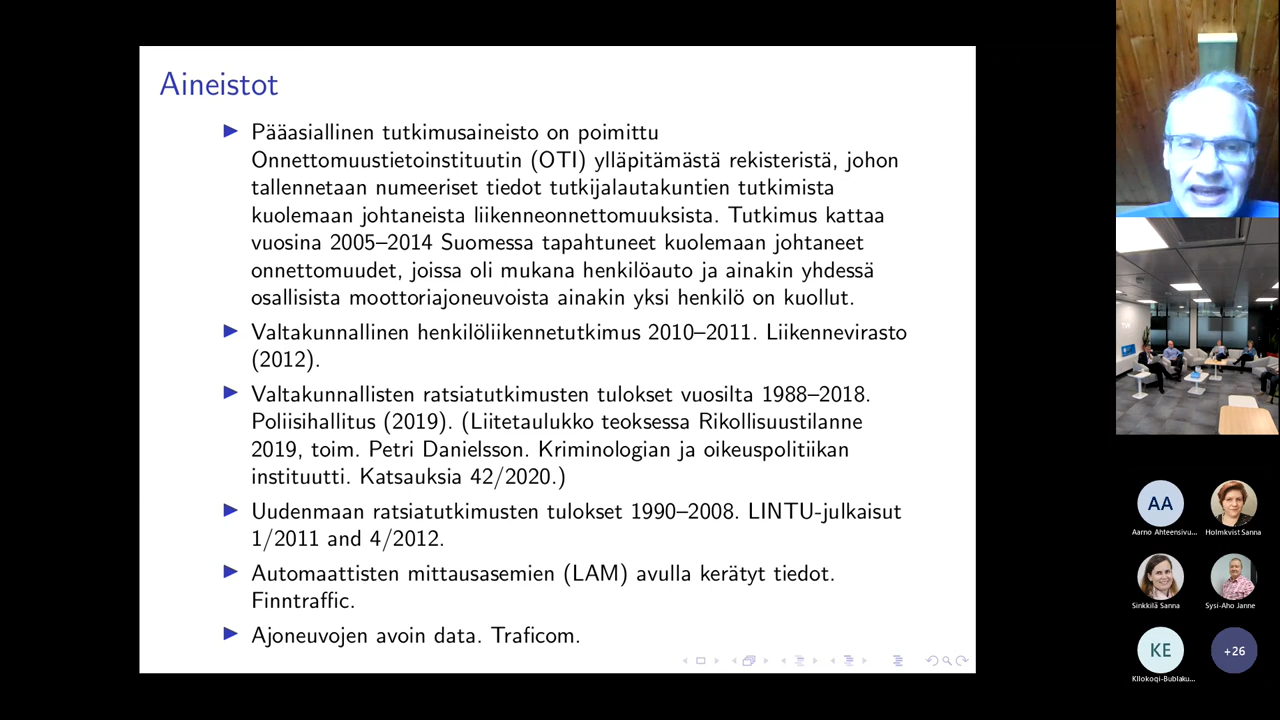 Aineistot
Pääasiallinen tutkimusaineisto on poimittu
Onnettomuustietoinstituutin (OTI) ylläpitämästä rekisteristä, johon
tallennetaan numeeriset tiedot tutkijalautakuntien tutkimista
kuolemaan johtaneista liikenneonnettomuuksista. Tutkimus kattaa
vuosina 2005–2014 Suomessa tapahtuneet kuolemaan johtaneet
onnettomuudet, joissa oli mukana henkilöauto ja ainakin yhdessä
osallisista moottoriajoneuvoista ainakin yksi henkilö on kuollut.
Valtakunnallinen henkilöliikennetutkimus 2010–2011. Liikennevirasto
(2012).
Valtakunnallisten ratsiatutkimusten tulokset vuosilta 1988–2018.
Poliisihallitus (2019). (Liitetaulukko teoksessa Rikollisuustilanne
2019, toim. Petri Danielsson. Kriminologian ja oikeuspolitiikan
instituutti. Katsauksia 42/2020.)
Uudenmaan ratsiatutkimusten tulokset 1990–2008. LINTU-julkaisut
1/2011 and 4/2012.
Automaattisten mittausasemien (LAM) avulla kerätyt tiedot.
Finntraffic.
Ajoneuvojen avoin data. Traficom.
AA
Aarno Ahteensivu...
Holmkvist Sanna
Sinkkilä Sanna
Sysi-Aho Janne
KE
Kllokoqi-Bublaku...
+26